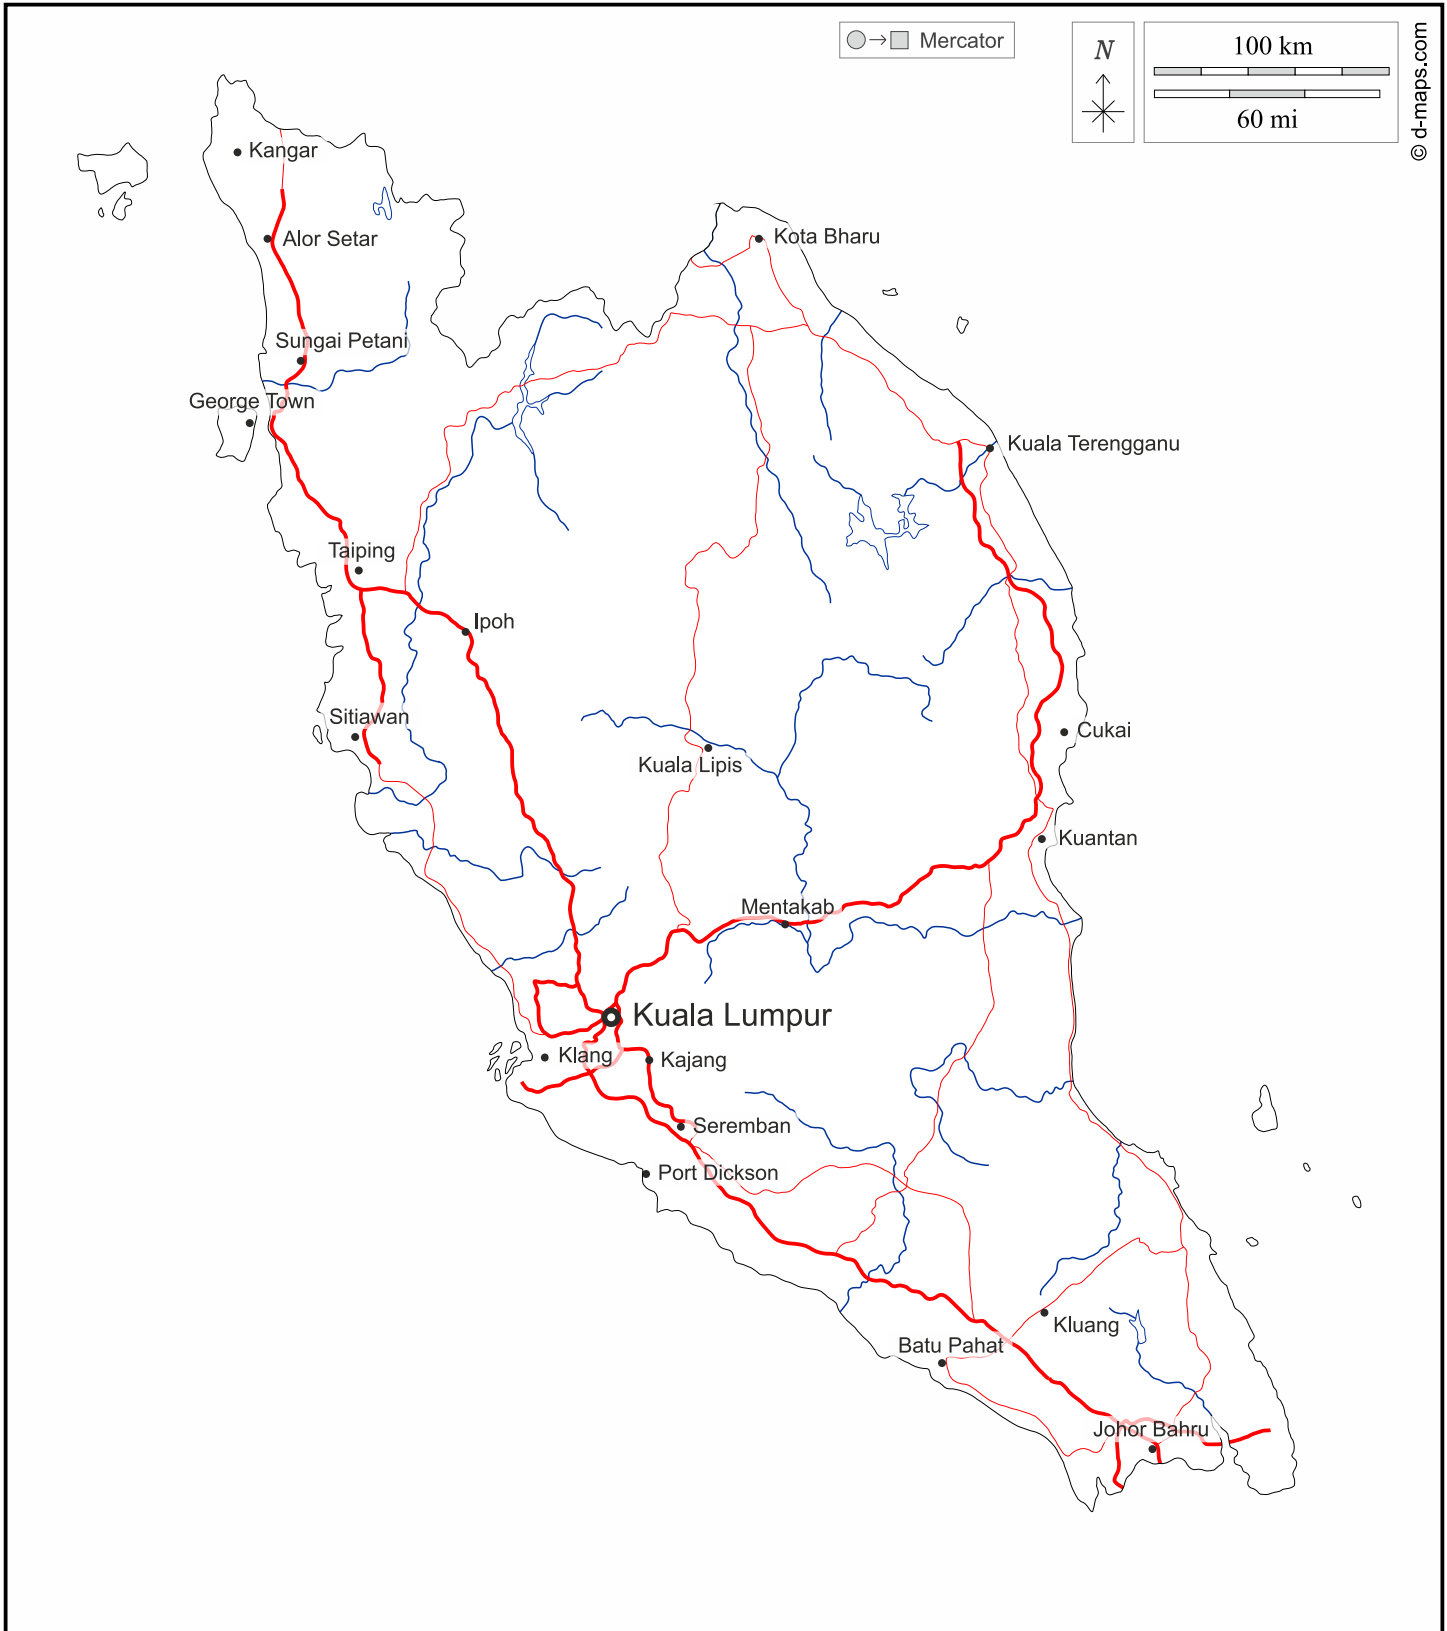 Mercator
N
100 km
60 mi
© d-maps.com
Kangar
Alor Setar
Kota Bharu
Sungai Petani
George Town
Kuala Terengganu
Taiping
Ipoh
Sitiawan
Cukai
Kuala Lipis
Kuantan
Mentakab
Kuala Lumpur
Klang
Kajang
Seremban
Port Dickson
Kluang
Batu Pahat
Johor Bahru